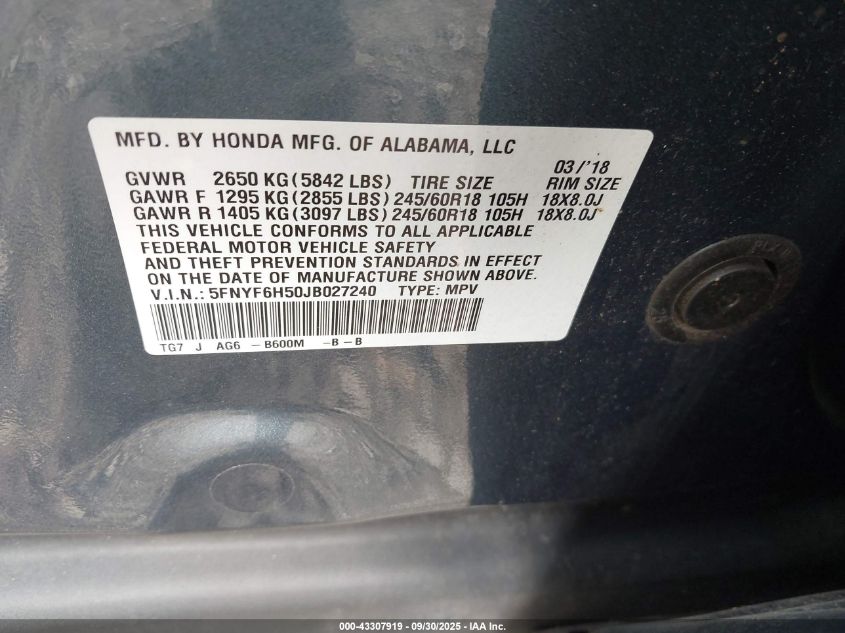 MFD. BY HONDA MFG. OF ALABAMA, LLC
03/'18
GVWR 2650 KG(5842 LBS) TIRE SIZE RIM SIZE
GAWR F 1295 KG(2855 LBS)245/60R18 105H 18X8.0J
GAWR R 1405 KG(3097 LBS)245/60R18 105H 18X8.0J
THIS VEHICLE CONFORMS TO ALL APPLICABLE
FEDERAL MOTOR VEHICLE SAFETY
AND THEFT PREVENTION STANDARDS IN EFFECT
ON THE DATE OF MANUFACTURE SHOWN ABOVE.
V.I.N.: 5FNYF6H50JB027240 TYPE: MPV
TG7 J AG6 -B600M -B-B
000-43307919 - 09/30/2025 - IAA Inc.